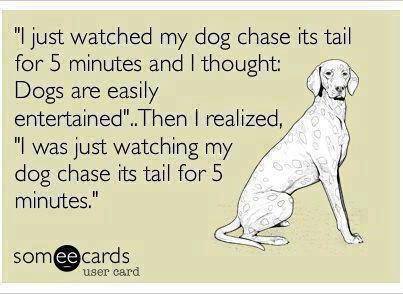 "I just watched my dog chase its tail
for 5 minutes and I thought:
Dogs are easily
entertained"..Then I realized,
"I was just watching my
dog chase its tail for 5
minutes."
someecards
user card